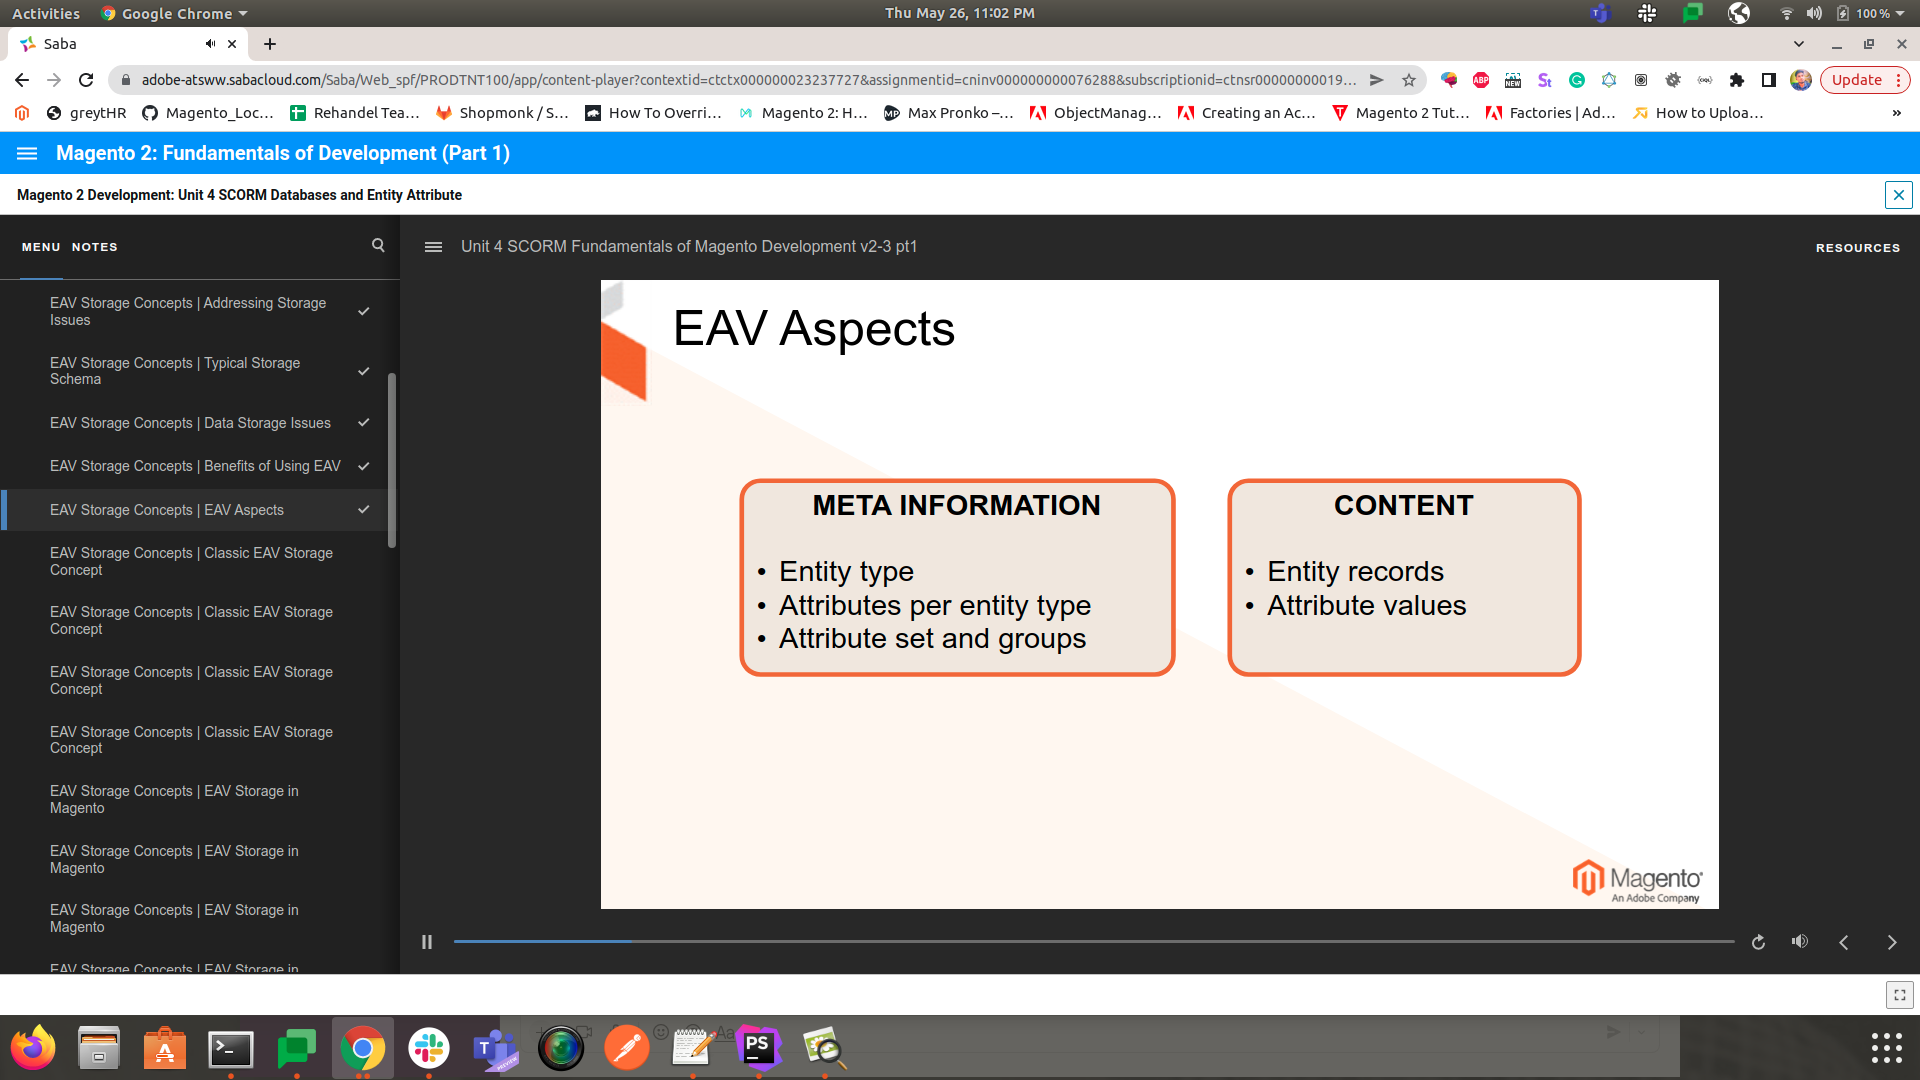 Activities
Google Chrome
Thu May 26, 11:02 PM
100 %
Saba
adobe-atsww.sabacloud.com/Saba/Web_spf/PRODTNT100/app/content-player?contextid=ctctx000000023237727&assignmentid=cninv000000000076288&subscriptionid=ctnsr00000000019...
Update
greytHR
Magento_Loc...
Rehandel Tea...
Shopmonk / S...
How To Overri...
Magento 2: H...
Max Pronko –...
ObjectManag...
Creating an Ac...
Magento 2 Tut...
Factories | Ad...
How to Uploa...
»
Magento 2: Fundamentals of Development (Part 1)
Magento 2 Development: Unit 4 SCORM Databases and Entity Attribute
MENU NOTES
Unit 4 SCORM Fundamentals of Magento Development v2-3 pt1
RESOURCES
EAV Storage Concepts | Addressing Storage
Issues
EAV Storage Concepts | Typical Storage
Schema
EAV Storage Concepts | Data Storage Issues
EAV Storage Concepts | Benefits of Using EAV
EAV Storage Concepts | EAV Aspects
EAV Storage Concepts | Classic EAV Storage
Concept
EAV Storage Concepts | Classic EAV Storage
Concept
EAV Storage Concepts | Classic EAV Storage
Concept
EAV Storage Concepts | Classic EAV Storage
Concept
EAV Storage Concepts | EAV Storage in
Magento
EAV Storage Concepts | EAV Storage in
Magento
EAV Storage Concepts | EAV Storage in
Magento
EAV Storage Concepts | EAV Storage in
EAV Aspects
META INFORMATION
• Entity type
• Attributes per entity type
• Attribute set and groups
CONTENT
• Entity records
• Attribute values
Magento
An Adobe Company